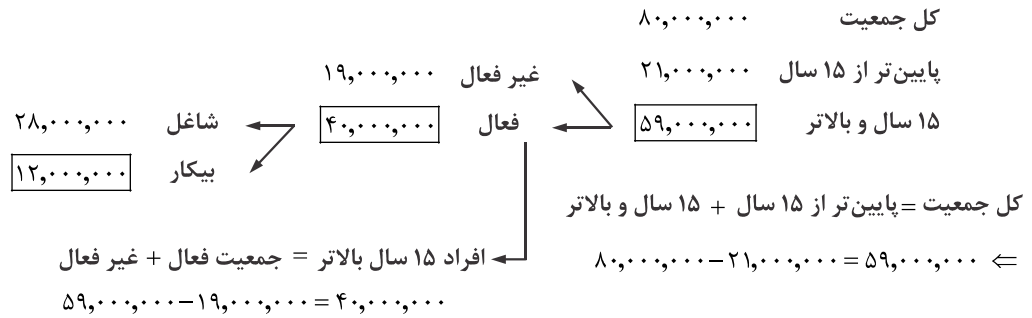 کل جمعیت ۸۰,۰۰۰,۰۰۰
پایین‌تر از ۱۵ سال ۲۱,۰۰۰,۰۰۰ غیر فعال ۱۹,۰۰۰,۰۰۰
۱۵ سال و بالاتر ۵۹,۰۰۰,۰۰۰ فعال ۴۰,۰۰۰,۰۰۰ شاغل ۲۸,۰۰۰,۰۰۰
بیکار ۱۲,۰۰۰,۰۰۰
کل جمعیت = پایین‌تر از ۱۵ سال + ۱۵ سال و بالاتر
⇐ ۸۰,۰۰۰,۰۰۰−۲۱,۰۰۰,۰۰۰=۵۹,۰۰۰,۰۰۰
افراد ۱۵ سال بالاتر = جمعیت فعال + غیر فعال
۵۹,۰۰۰,۰۰۰−۱۹,۰۰۰,۰۰۰=۴۰,۰۰۰,۰۰۰